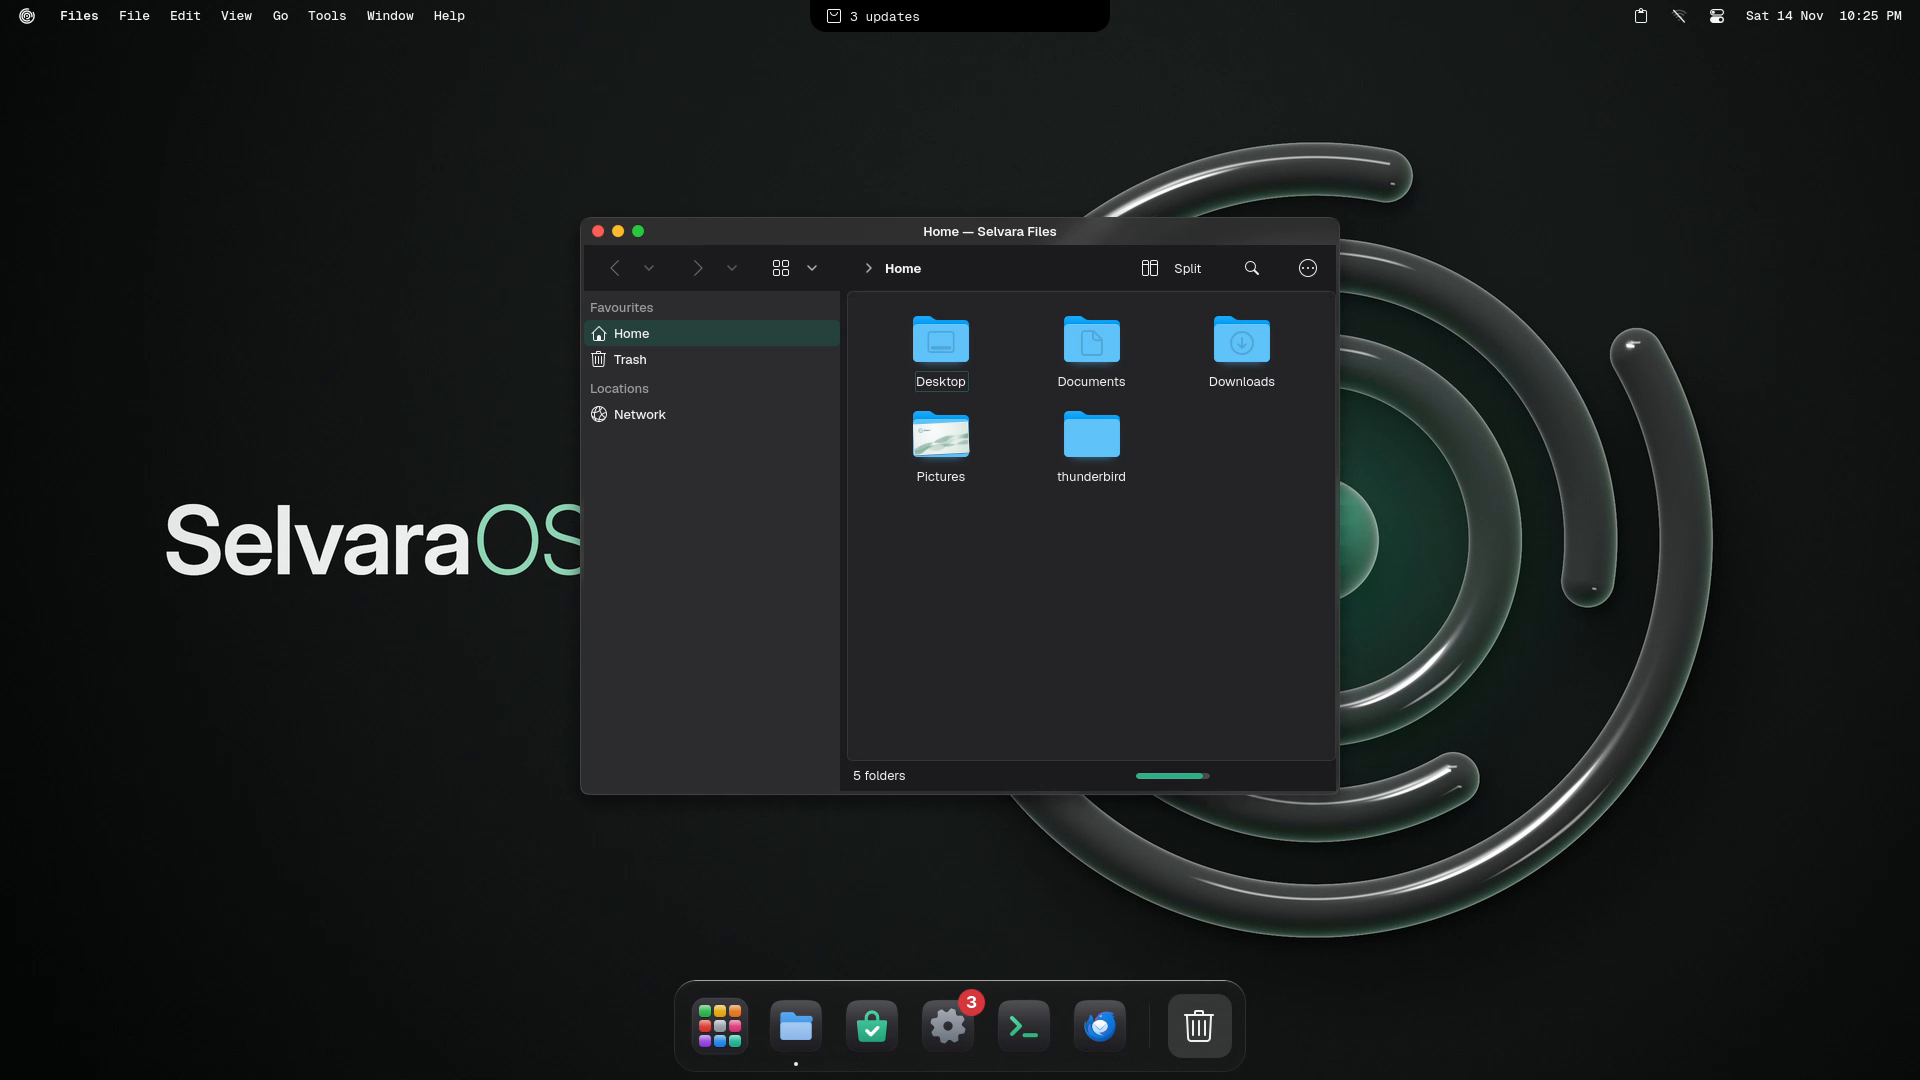 Files File Edit View Go Tools Window Help
3 updates
Sat 14 Nov 10:25 PM
Home — Selvara Files
Home
Split
Favourites
Home
Trash
Locations
Network
Desktop
Documents
Downloads
Pictures
thunderbird
5 folders
SelvaraOS
3